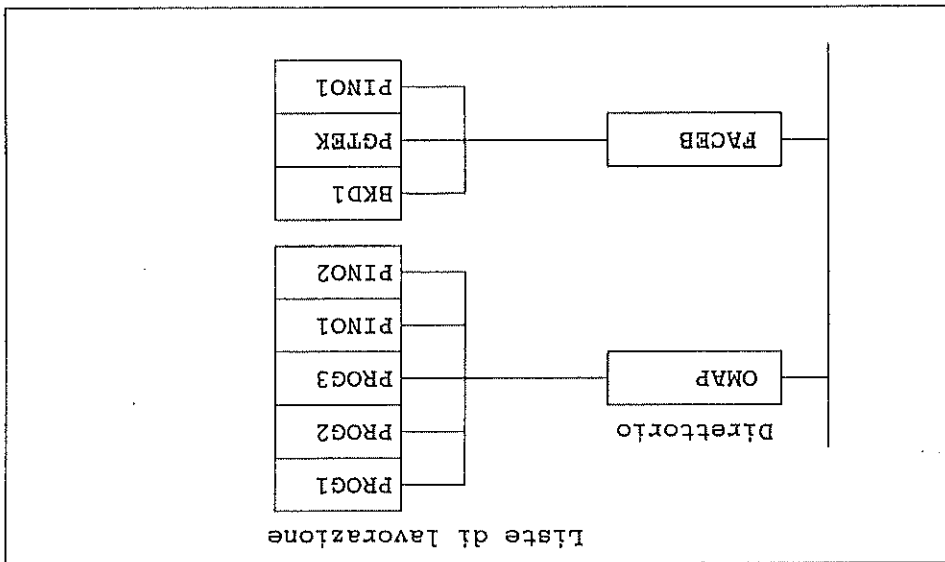 Liste di lavorazione
Direttorio
OMAP
PROG1
PROG2
PROG3
PINO1
PINO2
FACEB
BKD1
PGTEK
PINO1